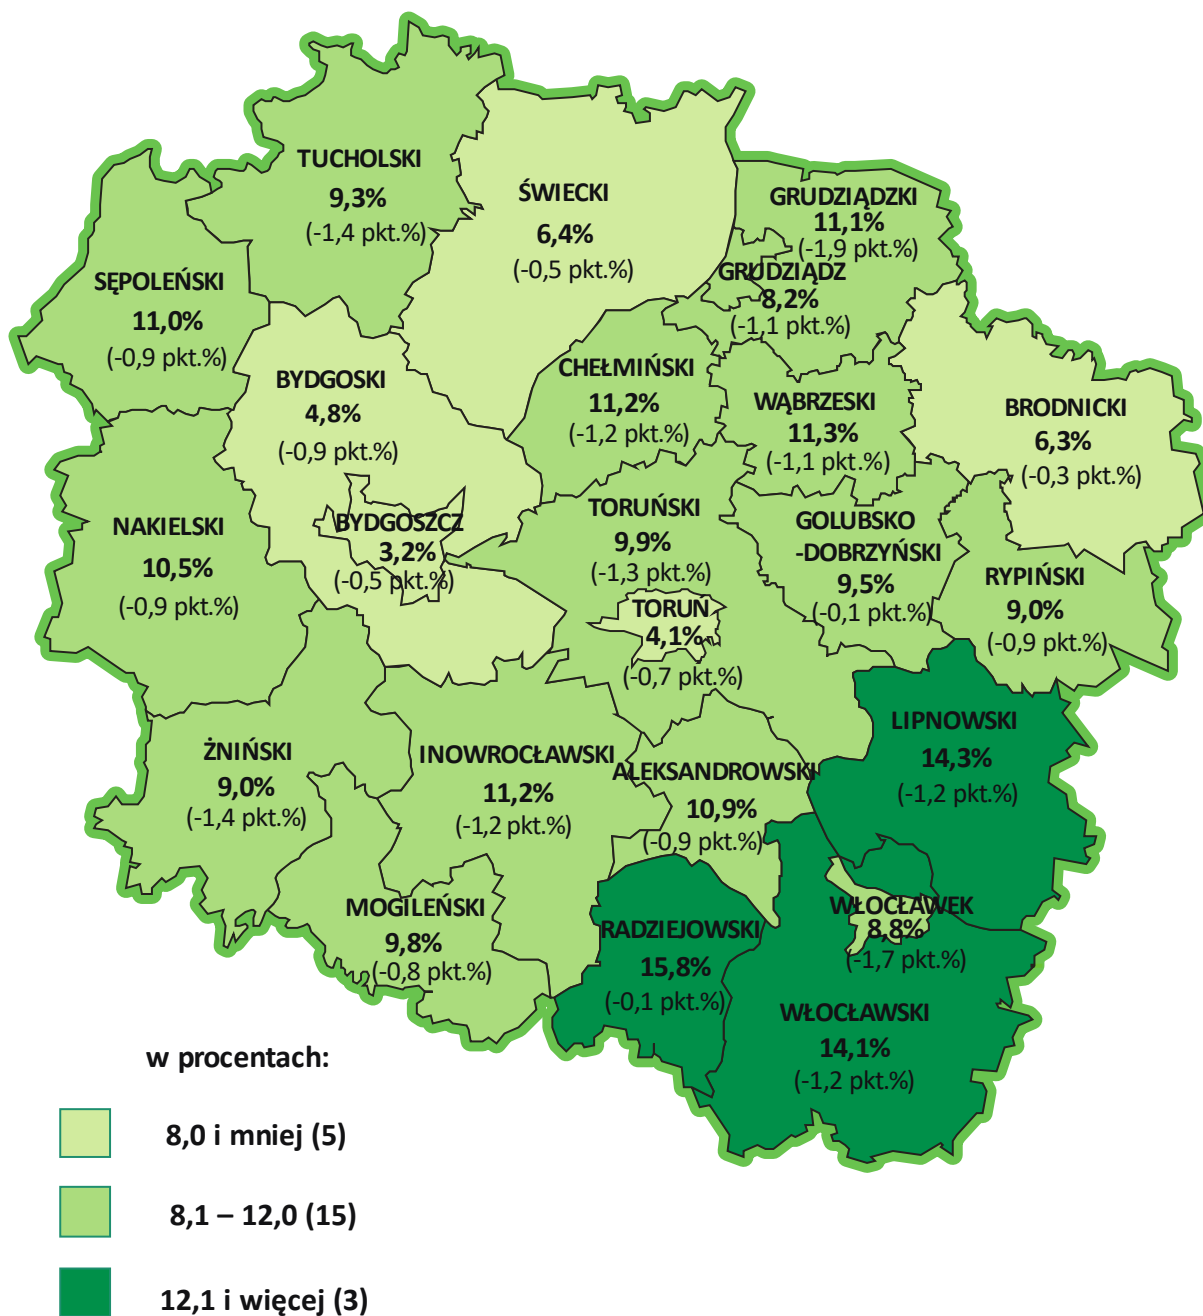 TUCHOLSKI
9,3%
(-1,4 pkt.%)
ŚWIECKI
6,4%
(-0,5 pkt.%)
GRUDZIĄDZKI
11,1%
(-1,9 pkt.%)
GRUDZIĄDZ
8,2%
(-1,1 pkt.%)
SĘPOLEŃSKI
11,0%
(-0,9 pkt.%)
BYDGOSKI
4,8%
(-0,9 pkt.%)
CHEŁMIŃSKI
11,2%
(-1,2 pkt.%)
WĄBRZESKI
11,3%
(-1,1 pkt.%)
BRODNICKI
6,3%
(-0,3 pkt.%)
NAKIELSKI
10,5%
(-0,9 pkt.%)
BYDGOSZCZ
3,2%
(-0,5 pkt.%)
TORUŃSKI
9,9%
(-1,3 pkt.%)
GOLUBSKO
-DOBRZYŃSKI
9,5%
(-0,1 pkt.%)
RYPIŃSKI
9,0%
(-0,9 pkt.%)
TORUŃ
4,1%
(-0,7 pkt.%)
ŻNIŃSKI
9,0%
(-1,4 pkt.%)
INOWROCŁAWSKI
11,2%
(-1,2 pkt.%)
ALEKSANDROWSKI
10,9%
(-0,9 pkt.%)
LIPNOWSKI
14,3%
(-1,2 pkt.%)
MOGILEŃSKI
9,8%
(-0,8 pkt.%)
RADZIEJOWSKI
15,8%
(-0,1 pkt.%)
WŁOCŁAWEK
8,8%
(-1,7 pkt.%)
WŁOCŁAWSKI
14,1%
(-1,2 pkt.%)
w procentach:
8,0 i mniej (5)
8,1 – 12,0 (15)
12,1 i więcej (3)